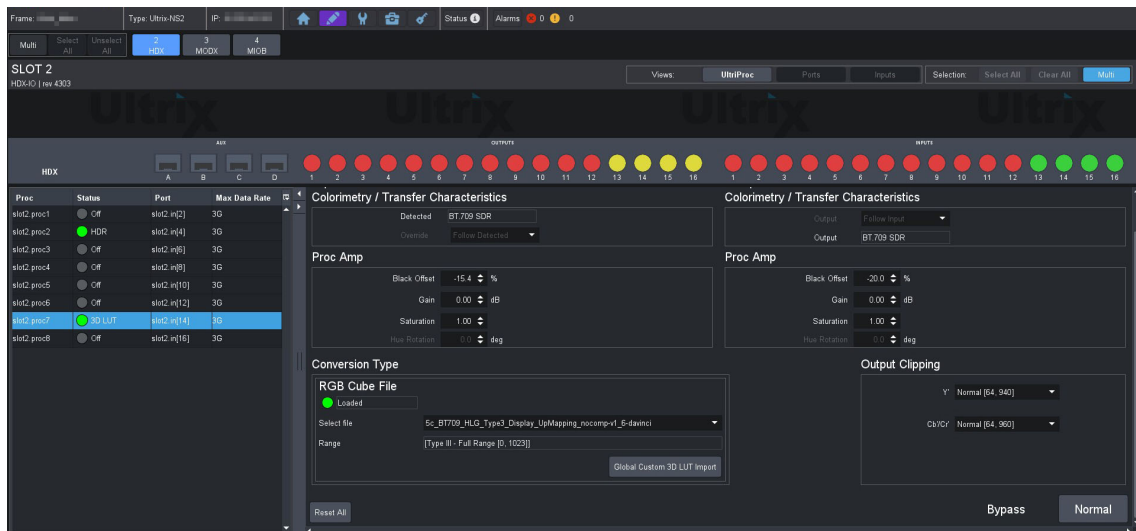 Frame:
Type: Ultrix-NS2
IP:
Status
Alarms 0 0
Multi
Select All
Unselect All
2 HDX
3 MODX
4 MIOB
SLOT 2
HDX-IO | rev 4303
Views: UltriProc Ports Inputs
Selection: Select All Clear All Multi
Ultrix Ultrix Ultrix Ultrix
HDX
AUX
A B C D
OUTPUTS
1 2 3 4 5 6 7 8 9 10 11 12 13 14 15 16
INPUTS
1 2 3 4 5 6 7 8 9 10 11 12 13 14 15 16
Proc Status Port Max Data Rate
slot2.proc1 Off slot2.in[2] 3G
slot2.proc2 HDR slot2.in[4] 3G
slot2.proc3 Off slot2.in[6] 3G
slot2.proc4 Off slot2.in[8] 3G
slot2.proc5 Off slot2.in[10] 3G
slot2.proc6 Off slot2.in[12] 3G
slot2.proc7 3D LUT slot2.in[14] 3G
slot2.proc8 Off slot2.in[16] 3G
Colorimetry / Transfer Characteristics
Detected BT.709 SDR
Override Follow Detected
Proc Amp
Black Offset -15.4 %
Gain 0.00 dB
Saturation 1.00
Hue Rotation 0.0 deg
Colorimetry / Transfer Characteristics
Output Follow Input
Output BT.709 SDR
Proc Amp
Black Offset -20.0 %
Gain 0.00 dB
Saturation 1.00
Hue Rotation 0.0 deg
Conversion Type
RGB Cube File
Loaded
Select file 5c_BT709_HLG_Type3_Display_UpMapping_nocomp-v1_6-davinci
Range [Type III - Full Range [0, 1023]]
Global Custom 3D LUT Import
Output Clipping
Y' Normal [64, 940]
Cb'/Cr' Normal [64, 960]
Reset All
Bypass Normal